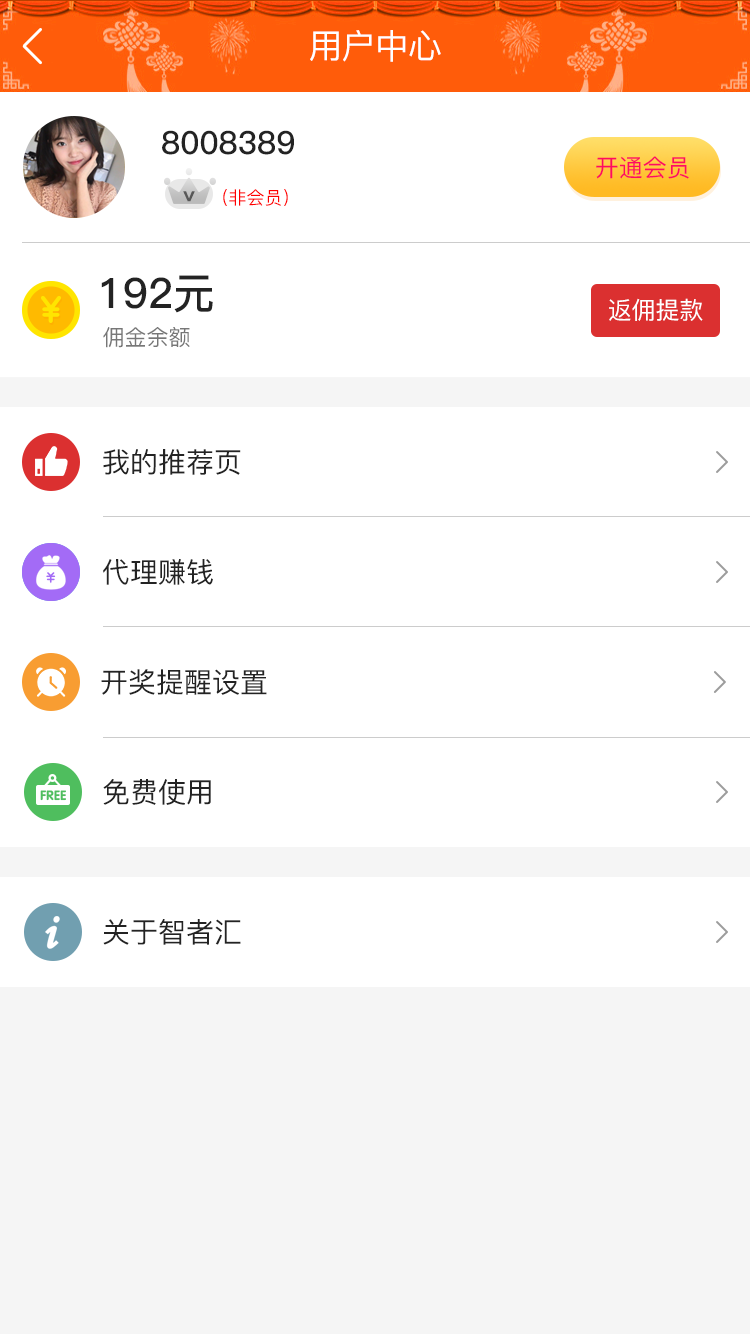 用户中心
8008389
开通会员
V
(非会员)
¥
192元
佣金余额
返佣提款
我的推荐页
¥
代理赚钱
开奖提醒设置
FREE
免费使用
i
关于智者汇